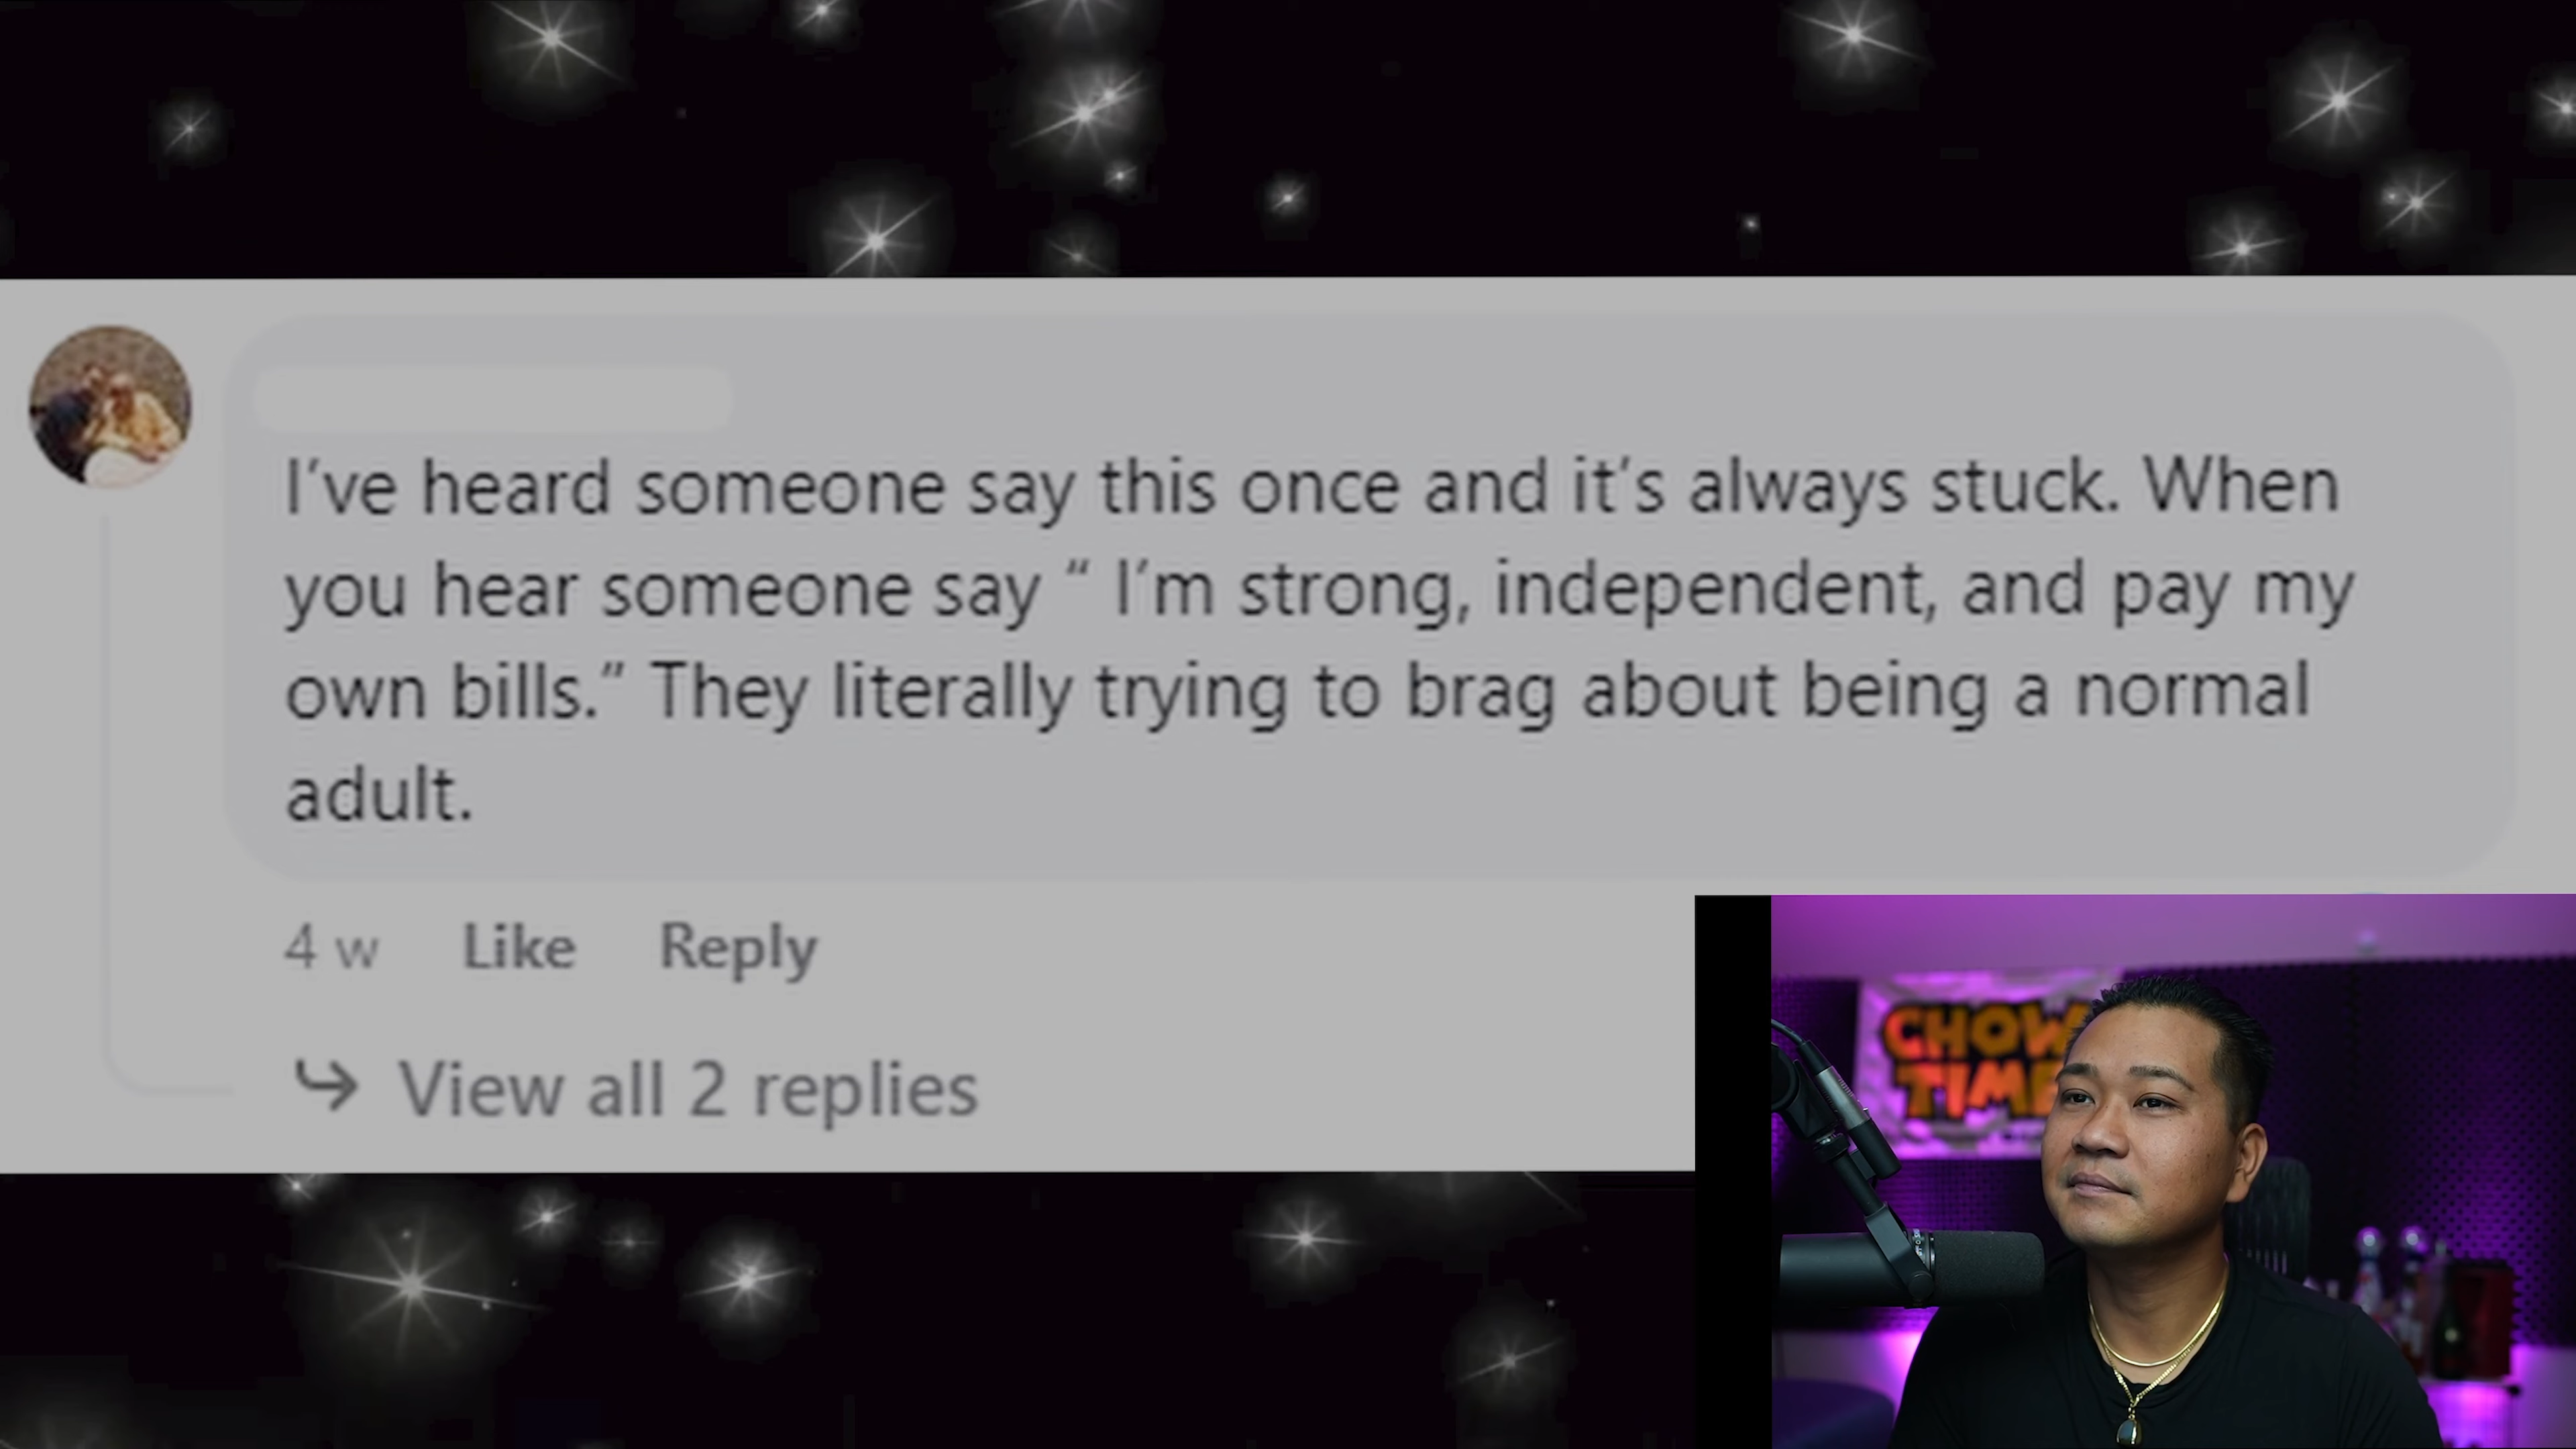 I've heard someone say this once and it's always stuck. When
you hear someone say “ I'm strong, independent, and pay my
own bills.” They literally trying to brag about being a normal
adult.
4 w Like Reply
View all 2 replies
CHOW
TIME